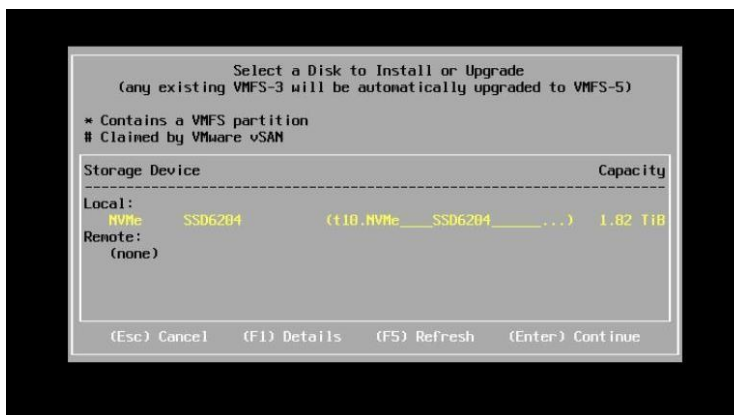 Select a Disk to Install or Upgrade
(any existing VMFS-3 will be automatically upgraded to VMFS-5)
* Contains a VMFS partition
# Claimed by VMware vSAN
Storage Device Capacity
Local:
NVMe SSD6204 (t10.NVMe____SSD6204______...) 1.82 TiB
Remote:
(none)
(Esc) Cancel (F1) Details (F5) Refresh (Enter) Continue